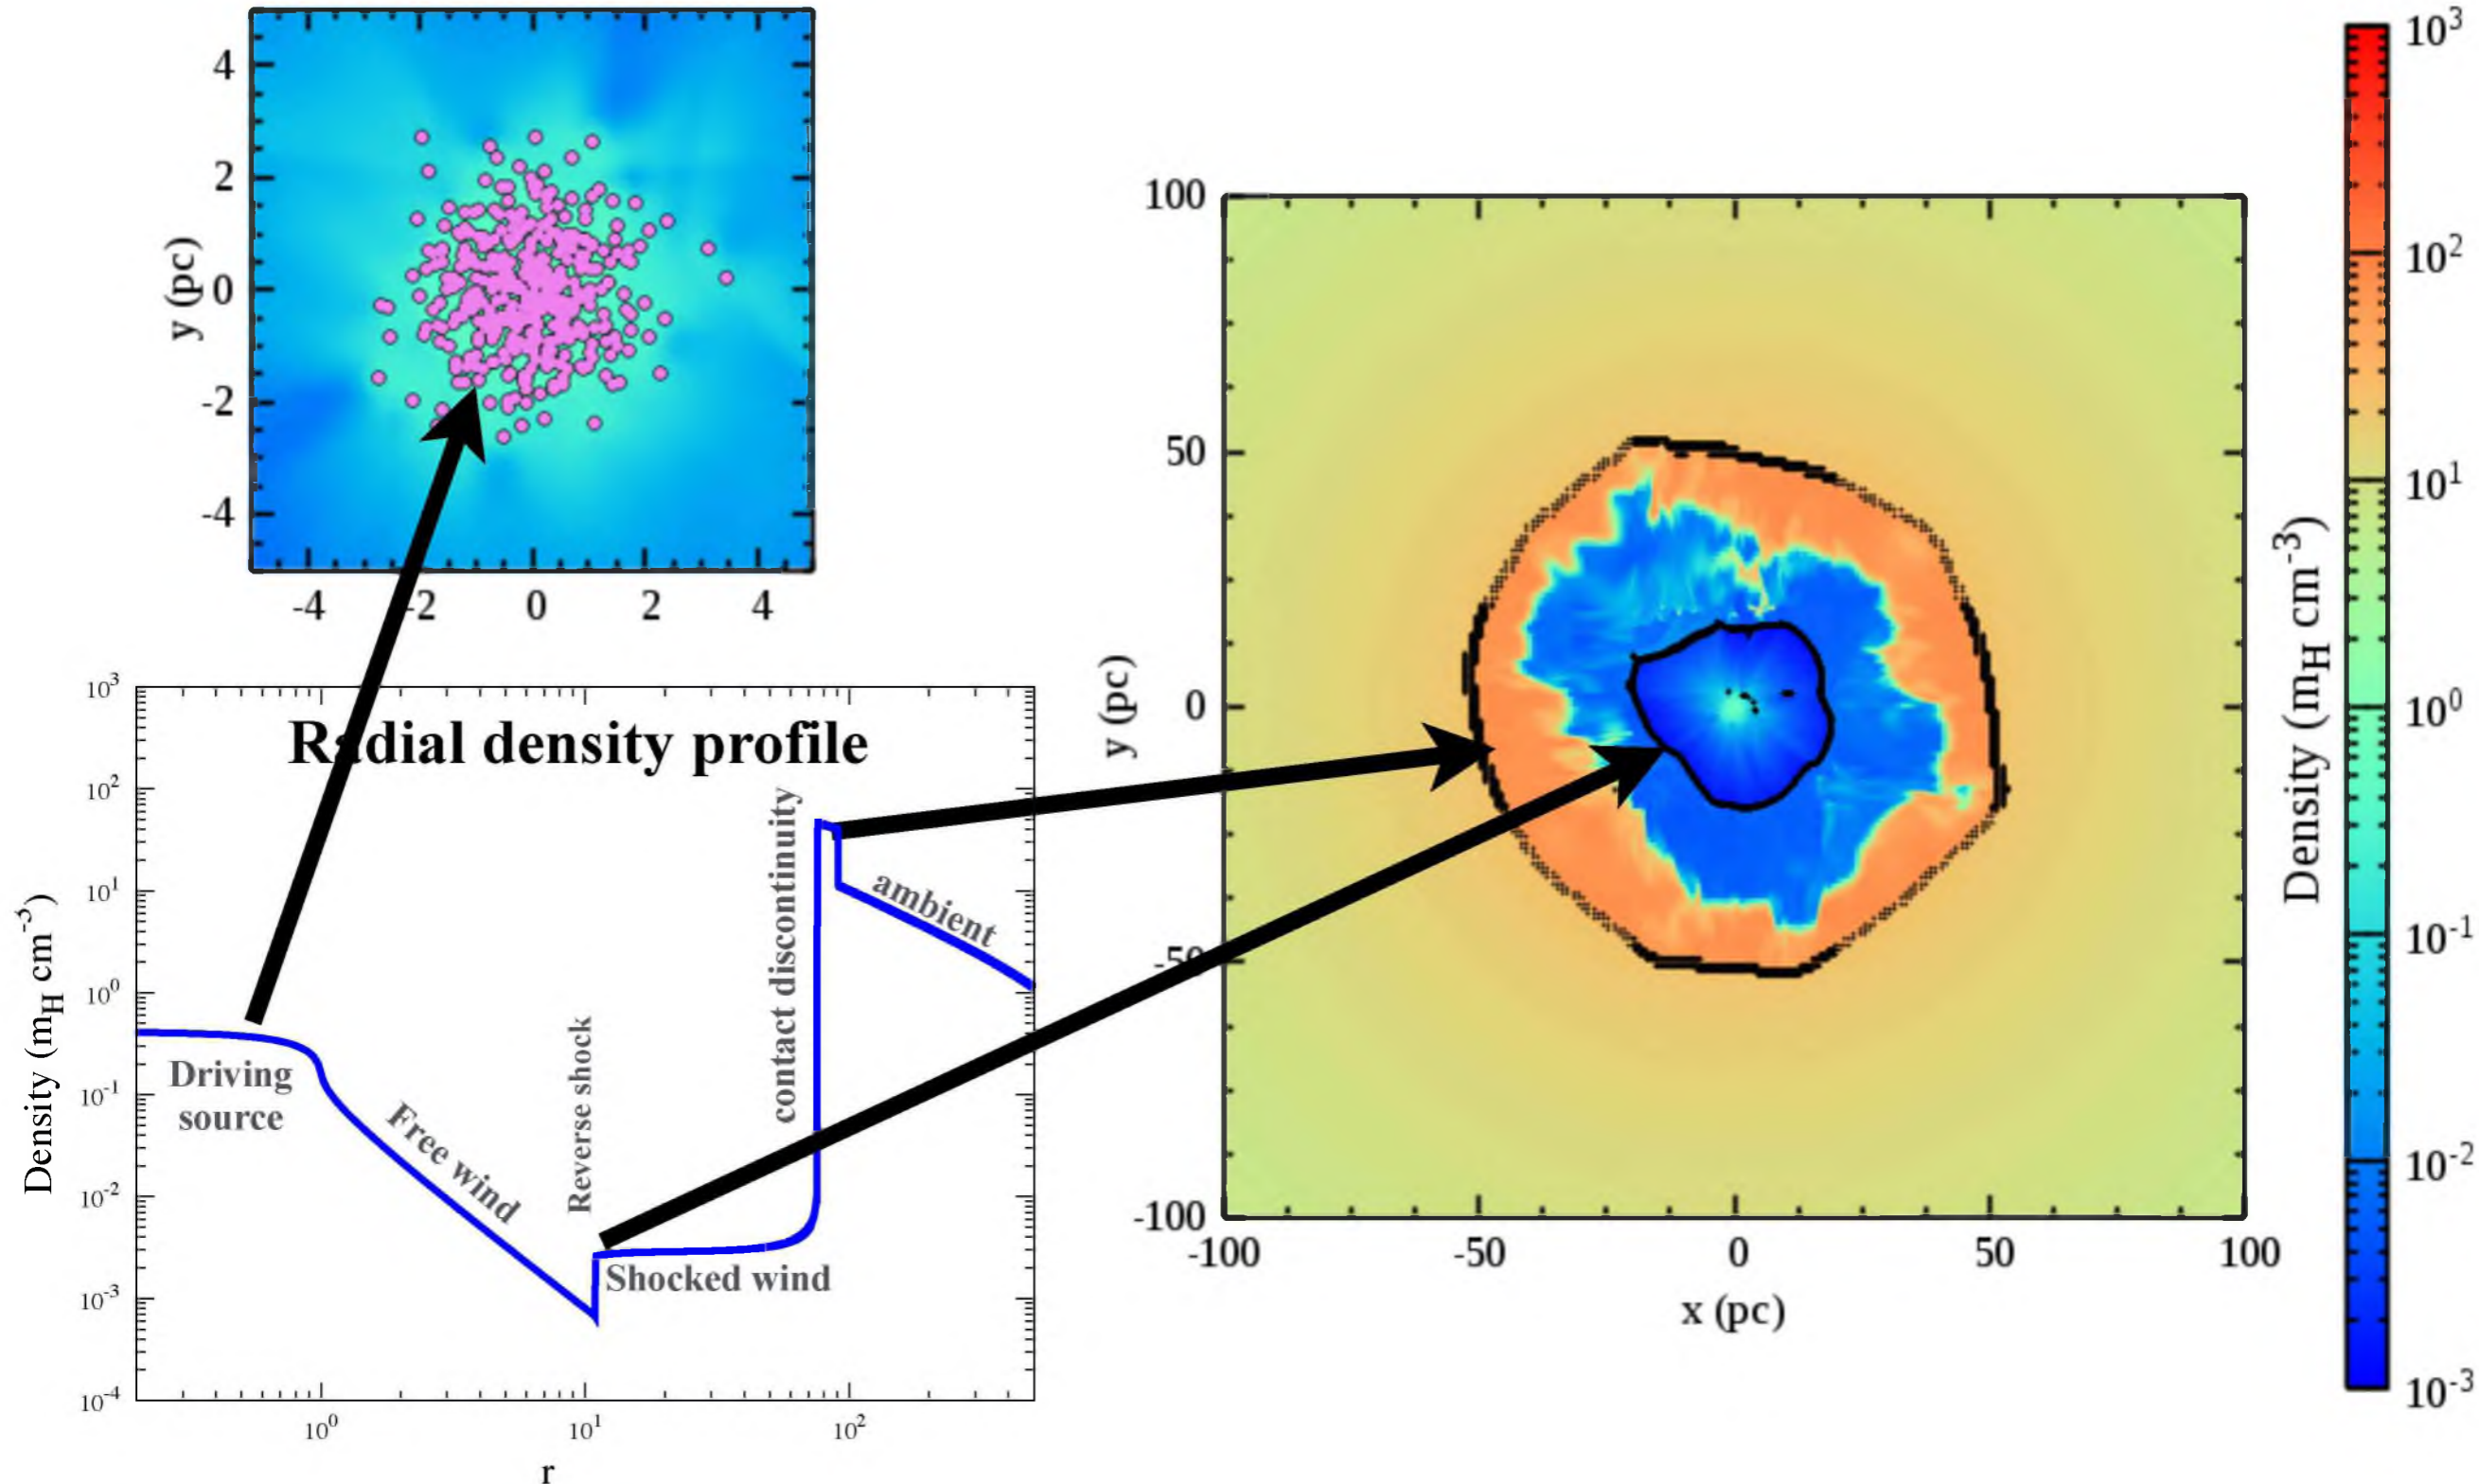 4
2
0
-2
-4
y (pc)
-4
-2
0
2
4
Radial density profile
10³
10²
10¹
10⁰
10⁻¹
10⁻²
10⁻³
10⁻⁴
Density (mH cm⁻³)
Driving
source
Free wind
Reverse shock
Shocked wind
contact discontinuity
ambient
10⁰
10¹
10²
r
100
50
0
-50
-100
y (pc)
-100
-50
0
50
100
x (pc)
10³
10²
10¹
10⁰
10⁻¹
10⁻²
10⁻³
Density (mH cm⁻³)